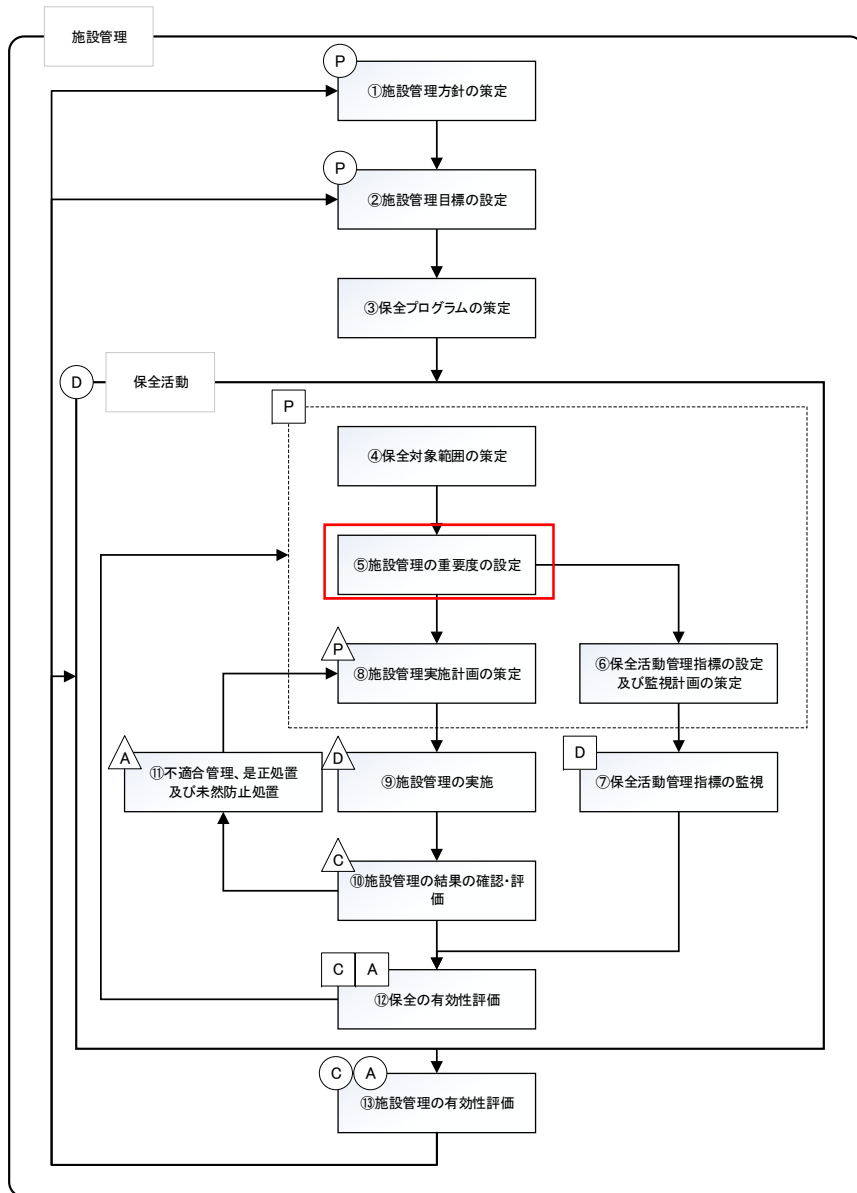 施設管理
P
①施設管理方針の策定
P
②施設管理目標の設定
③保全プログラムの策定
D
保全活動
P
④保全対象範囲の策定
⑤施設管理の重要度の設定
P
⑧施設管理実施計画の策定
⑥保全活動管理指標の設定
及び監視計画の策定
A
⑪不適合管理、是正処置
及び未然防止処置
D
⑨施設管理の実施
D
⑦保全活動管理指標の監視
C
⑩施設管理の結果の確認・評
価
C
A
⑫保全の有効性評価
C
A
⑬施設管理の有効性評価